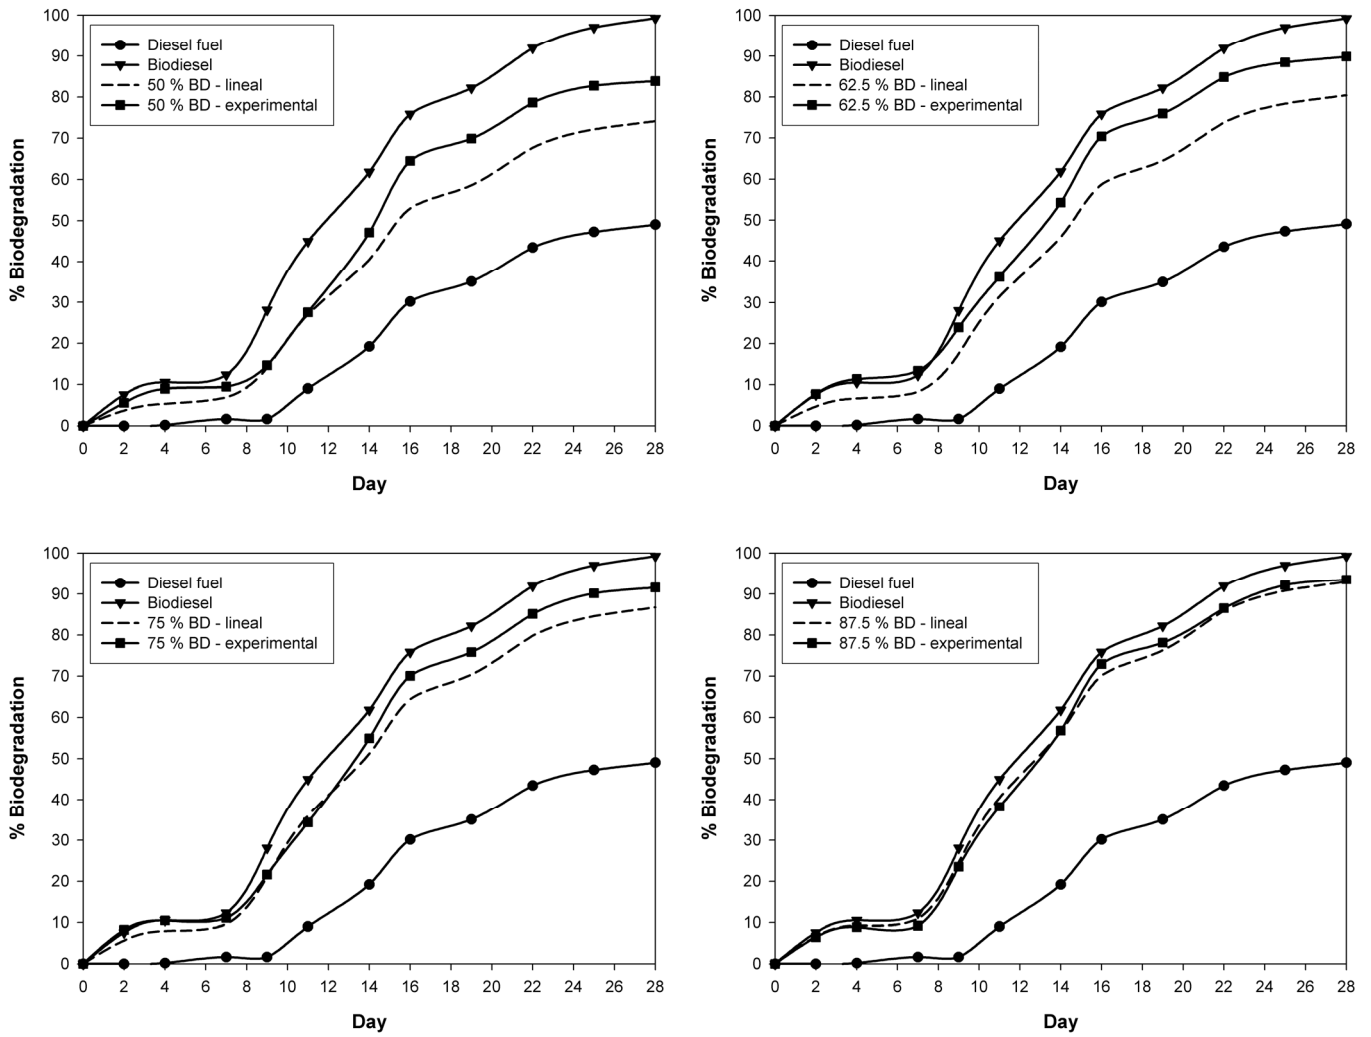 100
90
80
70
60
50
40
30
20
10
0
% Biodegradation
Diesel fuel
Biodiesel
50 % BD - lineal
50 % BD - experimental
0 2 4 6 8 10 12 14 16 18 20 22 24 26 28
Day
100
90
80
70
60
50
40
30
20
10
0
% Biodegradation
Diesel fuel
Biodiesel
62.5 % BD - lineal
62.5 % BD - experimental
0 2 4 6 8 10 12 14 16 18 20 22 24 26 28
Day
100
90
80
70
60
50
40
30
20
10
0
% Biodegradation
Diesel fuel
Biodiesel
75 % BD - lineal
75 % BD - experimental
0 2 4 6 8 10 12 14 16 18 20 22 24 26 28
Day
100
90
80
70
60
50
40
30
20
10
0
% Biodegradation
Diesel fuel
Biodiesel
87.5 % BD - lineal
87.5 % BD - experimental
0 2 4 6 8 10 12 14 16 18 20 22 24 26 28
Day